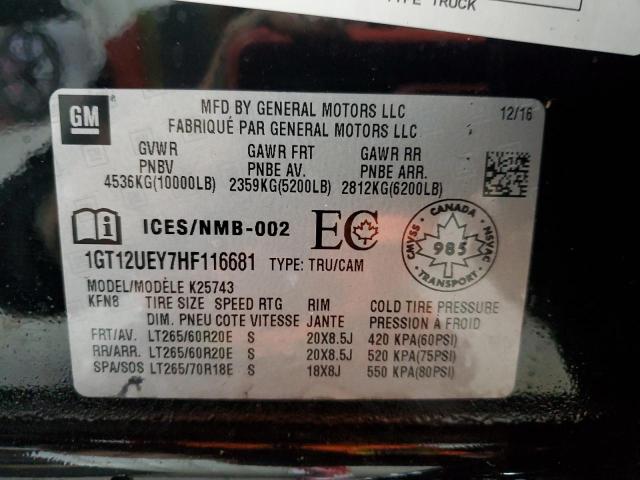 TYPE TRUCK
GM
MFD BY GENERAL MOTORS LLC
FABRIQUÉ PAR GENERAL MOTORS LLC
12/16
GVWR GAWR FRT GAWR RR
PNBV PNBE AV. PNBE ARR.
4536KG(10000LB) 2359KG(5200LB) 2812KG(6200LB)
ICES/NMB-002 EC
CANADA
CMVSS 985 NSVAC
TRANSPORT
1GT12UEY7HF116681 TYPE: TRU/CAM
MODEL/MODÈLE K25743
KFN8 TIRE SIZE SPEED RTG RIM COLD TIRE PRESSURE
DIM. PNEU COTE VITESSE JANTE PRESSION À FROID
FRT/AV. LT265/60R20E S 20X8.5J 420 KPA(60PSI)
RR/ARR. LT265/60R20E S 20X8.5J 520 KPA(75PSI)
SPA/SOS LT265/70R18E S 18X8J 550 KPA(80PSI)